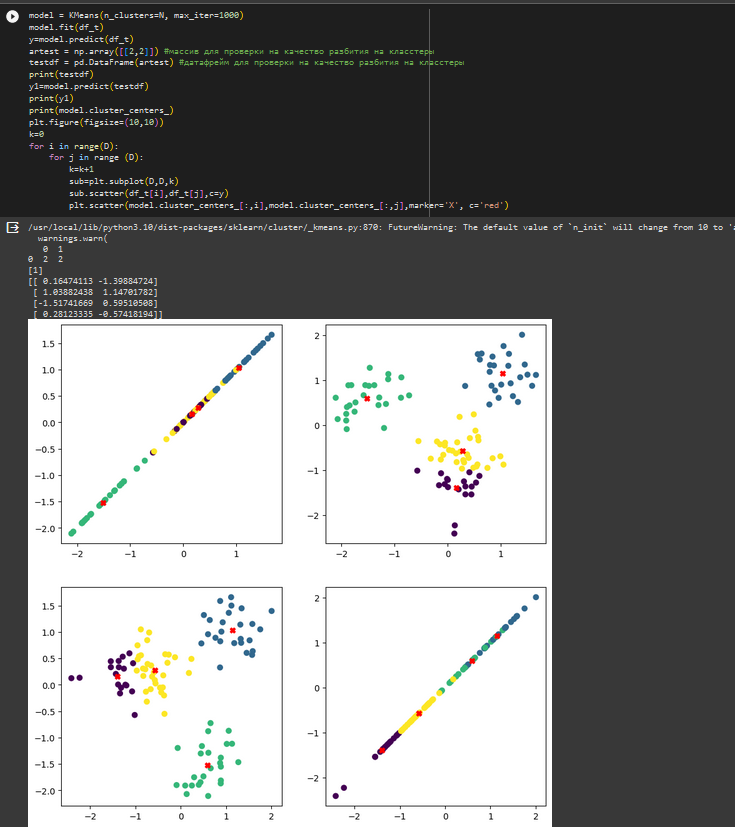 model = KMeans(n_clusters=N, max_iter=1000)
model.fit(df_t)
y=model.predict(df_t)
artest = np.array([[2,2]]) #массив для проверки на качество разбития на класстеры
testdf = pd.DataFrame(artest) #датафрейм для проверки на качество разбития на класстеры
print(testdf)
y1=model.predict(testdf)
print(y1)
print(model.cluster_centers_)
plt.figure(figsize=(10,10))
k=0
for i in range(D):
    for j in range (D):
        k=k+1
        sub=plt.subplot(D,D,k)
        sub.scatter(df_t[i],df_t[j],c=y)
        plt.scatter(model.cluster_centers_[:,i],model.cluster_centers_[:,j],marker='X', c='red')
/usr/local/lib/python3.10/dist-packages/sklearn/cluster/_kmeans.py:870: FutureWarning: The default value of `n_init` will change from 10 to
  warnings.warn(
   0  1
0  2  2
[1]
[[ 0.16474113 -1.39884724]
 [ 1.03882438  1.14701782]
 [-1.51741669  0.59510508]
 [ 0.28123335 -0.57418194]]
1.5
1.0
0.5
0.0
−0.5
−1.0
−1.5
−2.0
−2 −1 0 1
2
1
0
−1
−2
−2 −1 0 1
1.5
1.0
0.5
0.0
−0.5
−1.0
−1.5
−2.0
−2 −1 0 1 2
2
1
0
−1
−2
−2 −1 0 1 2